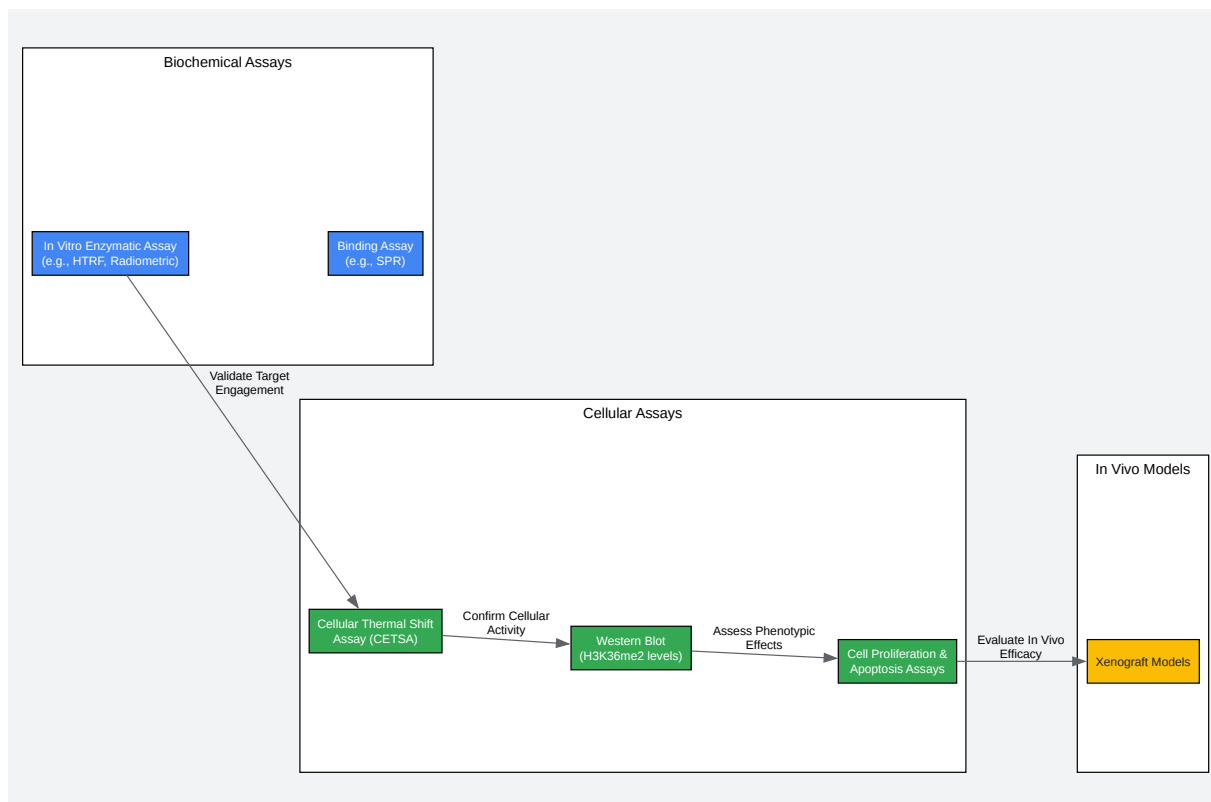 Biochemical Assays
In Vitro Enzymatic Assay
(e.g., HTRF, Radiometric)
Binding Assay
(e.g., SPR)
Validate Target
Engagement
Cellular Assays
Cellular Thermal Shift
Assay (CETSA)
Confirm Cellular
Activity
Western Blot
(H3K36me2 levels)
Assess Phenotypic
Effects
Cell Proliferation &
Apoptosis Assays
Evaluate In Vivo
Efficacy
In Vivo Models
Xenograft Models